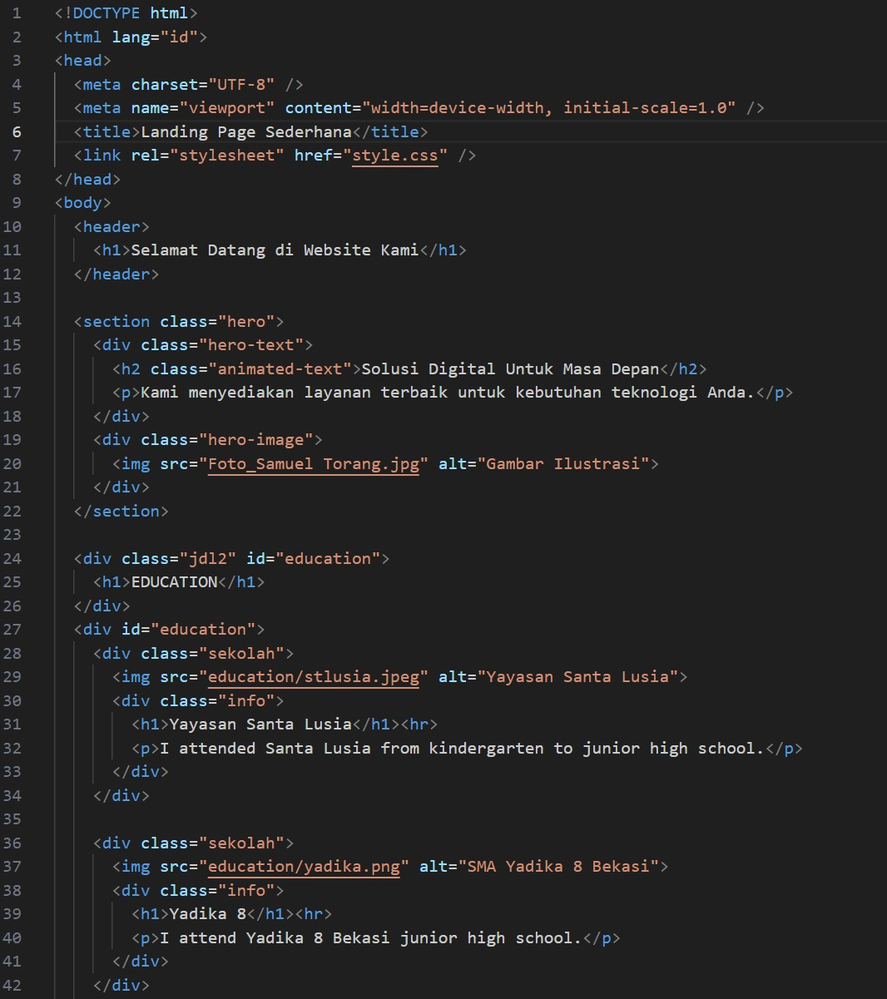 1 <!DOCTYPE html>
2 <html lang="id">
3 <head>
4 <meta charset="UTF-8" />
5 <meta name="viewport" content="width=device-width, initial-scale=1.0" />
6 <title>Landing Page Sederhana</title>
7 <link rel="stylesheet" href="style.css" />
8 </head>
9 <body>
10 <header>
11 <h1>Selamat Datang di Website Kami</h1>
12 </header>
13
14 <section class="hero">
15 <div class="hero-text">
16 <h2 class="animated-text">Solusi Digital Untuk Masa Depan</h2>
17 <p>Kami menyediakan layanan terbaik untuk kebutuhan teknologi Anda.</p>
18 </div>
19 <div class="hero-image">
20 <img src="Foto_Samuel Torang.jpg" alt="Gambar Ilustrasi">
21 </div>
22 </section>
23
24 <div class="jdl2" id="education">
25 <h1>EDUCATION</h1>
26 </div>
27 <div id="education">
28 <div class="sekolah">
29 <img src="education/stlusia.jpeg" alt="Yayasan Santa Lusia">
30 <div class="info">
31 <h1>Yayasan Santa Lusia</h1><hr>
32 <p>I attended Santa Lusia from kindergarten to junior high school.</p>
33 </div>
34 </div>
35
36 <div class="sekolah">
37 <img src="education/yadika.png" alt="SMA Yadika 8 Bekasi">
38 <div class="info">
39 <h1>Yadika 8</h1><hr>
40 <p>I attend Yadika 8 Bekasi junior high school.</p>
41 </div>
42 </div>